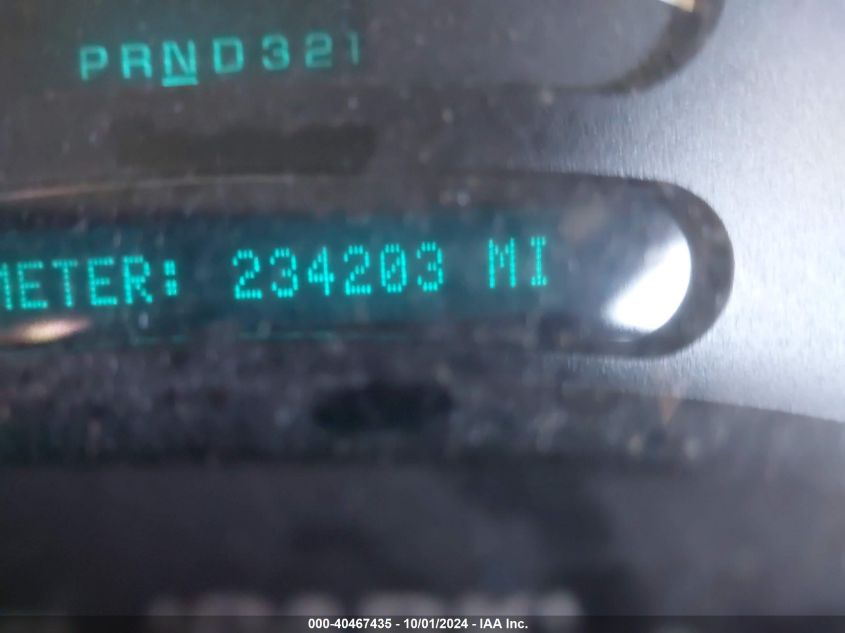 PRND321
METER: 234203 MI
000-40467435 - 10/01/2024 - IAA Inc.